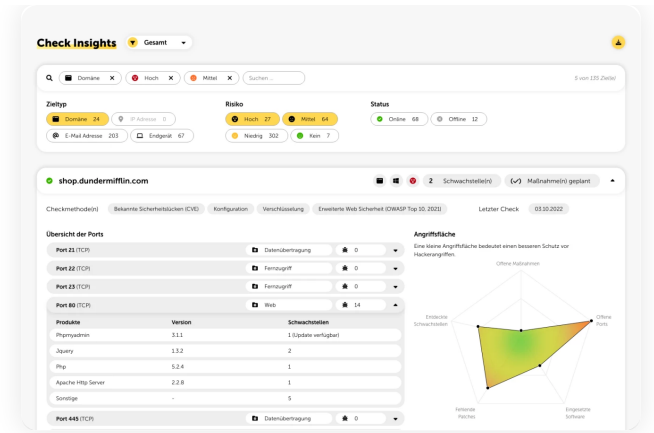 Check Insights Gesamt
Domäne X Hoch X Mittel X Suchen ... 5 von 135 Ziele/
Zieltyp Risiko Status
Domäne 24 IP Adresse 0 Hoch 27 Mittel 64 Online 68 Offline 12
E-Mail Adresse 203 Endgerät 67 Niedrig 302 Kein 7
shop.dundermifflin.com 2 Schwachstelle(n) Maßnahme(n) geplant
Checkmethode(n) Bekannte Sicherheitslücken (CVE) Konfiguration Verschlüsselung Erweiterte Web Sicherheit (OWASP Top 10, 2021) Letzter Check 03.10.2022
Übersicht der Ports Angriffsfläche
Port 21 (TCP) Datenübertragung 0
Eine kleine Angriffsfläche bedeutet einen besseren Schutz vor
Hackerangriffen.
Port 22 (TCP) Fernzugriff 0
Port 23 (TCP) Fernzugriff 0
Port 80 (TCP) Web 14
Produkte Version Schwachstellen
Phpmyadmin 3.1.1 1 (Update verfügbar)
Jquery 1.3.2 2
Php 5.2.4 1
Apache Http Server 2.2.8 1
Sonstige - 5
Port 445 (TCP) Datenübertragung 0
Offene Maßnahmen
Entdeckte
Schwachstellen
Offene
Ports
Fehlende
Patches
Eingesetzte
Software